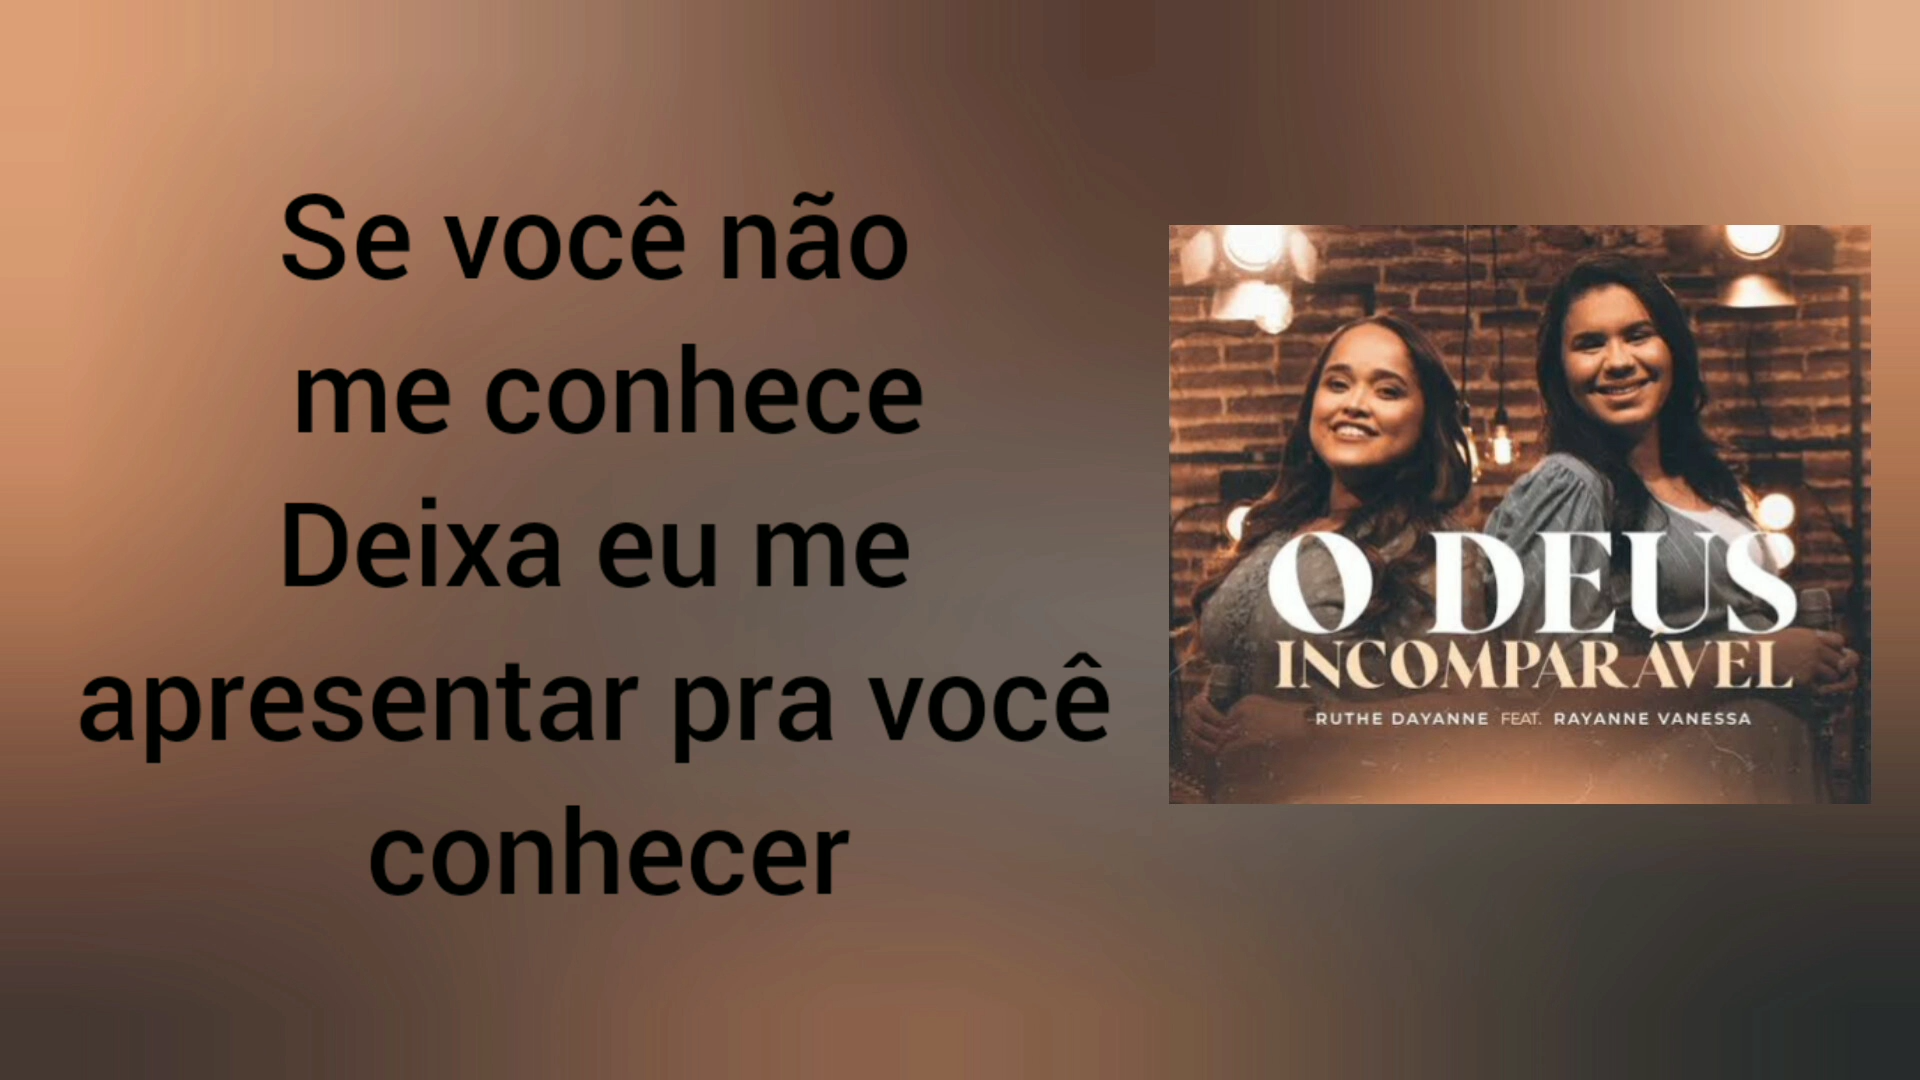 Se você não
me conhece
Deixa eu me
apresentar pra você
conhecer
O DEUS
INCOMPARÁVEL
RUTHE DAYANNE FEAT. RAYANNE VANESSA